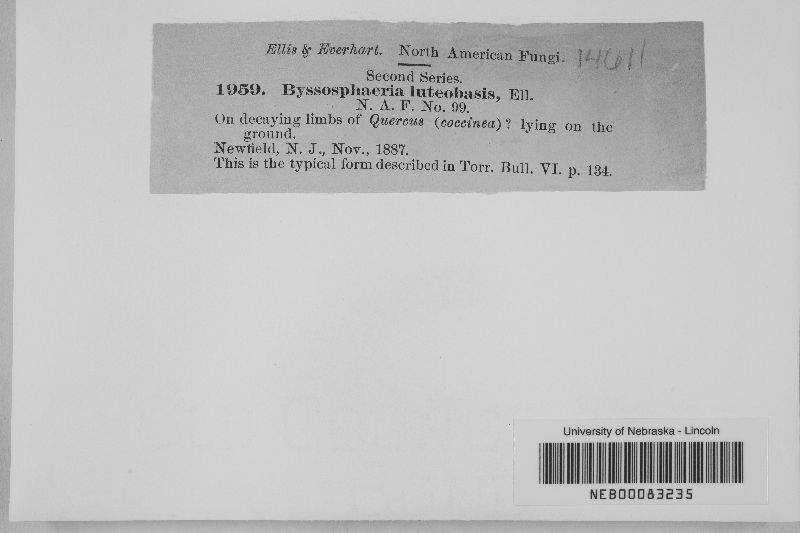 Ellis & Everhart. North American Fungi. 14611
Second Series.
1959. Byssosphaeria luteobasis, Ell.
N. A. F. No. 99.
On decaying limbs of Quercus (coccinea)? lying on the
ground.
Newfield, N. J., Nov., 1887.
This is the typical form described in Torr. Bull. VI. p. 134.
University of Nebraska - Lincoln
NEB00083235